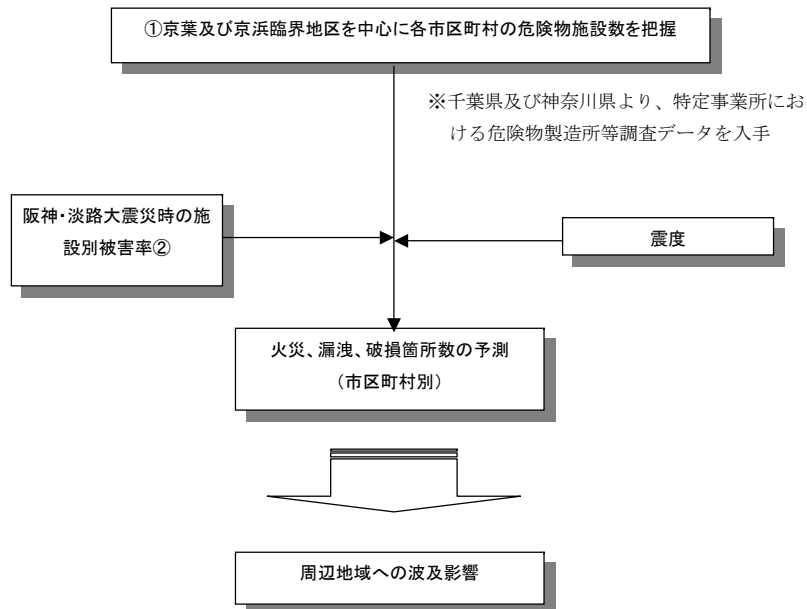 ①京葉及び京浜臨界地区を中心に各市区町村の危険物施設数を把握
※千葉県及び神奈川県より、特定事業所にお
ける危険物製造所等調査データを入手
阪神・淡路大震災時の施
設別被害率②
震度
火災、漏洩、破損箇所数の予測
(市区町村別)
周辺地域への波及影響